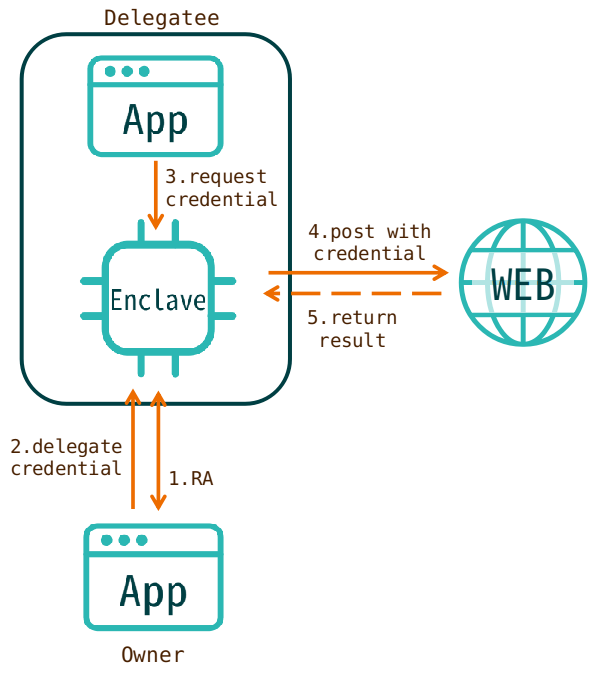 Delegatee
App
3.request
credential
4.post with
credential
Enclave
WEB
5.return
result
2.delegate
credential
1.RA
App
Owner